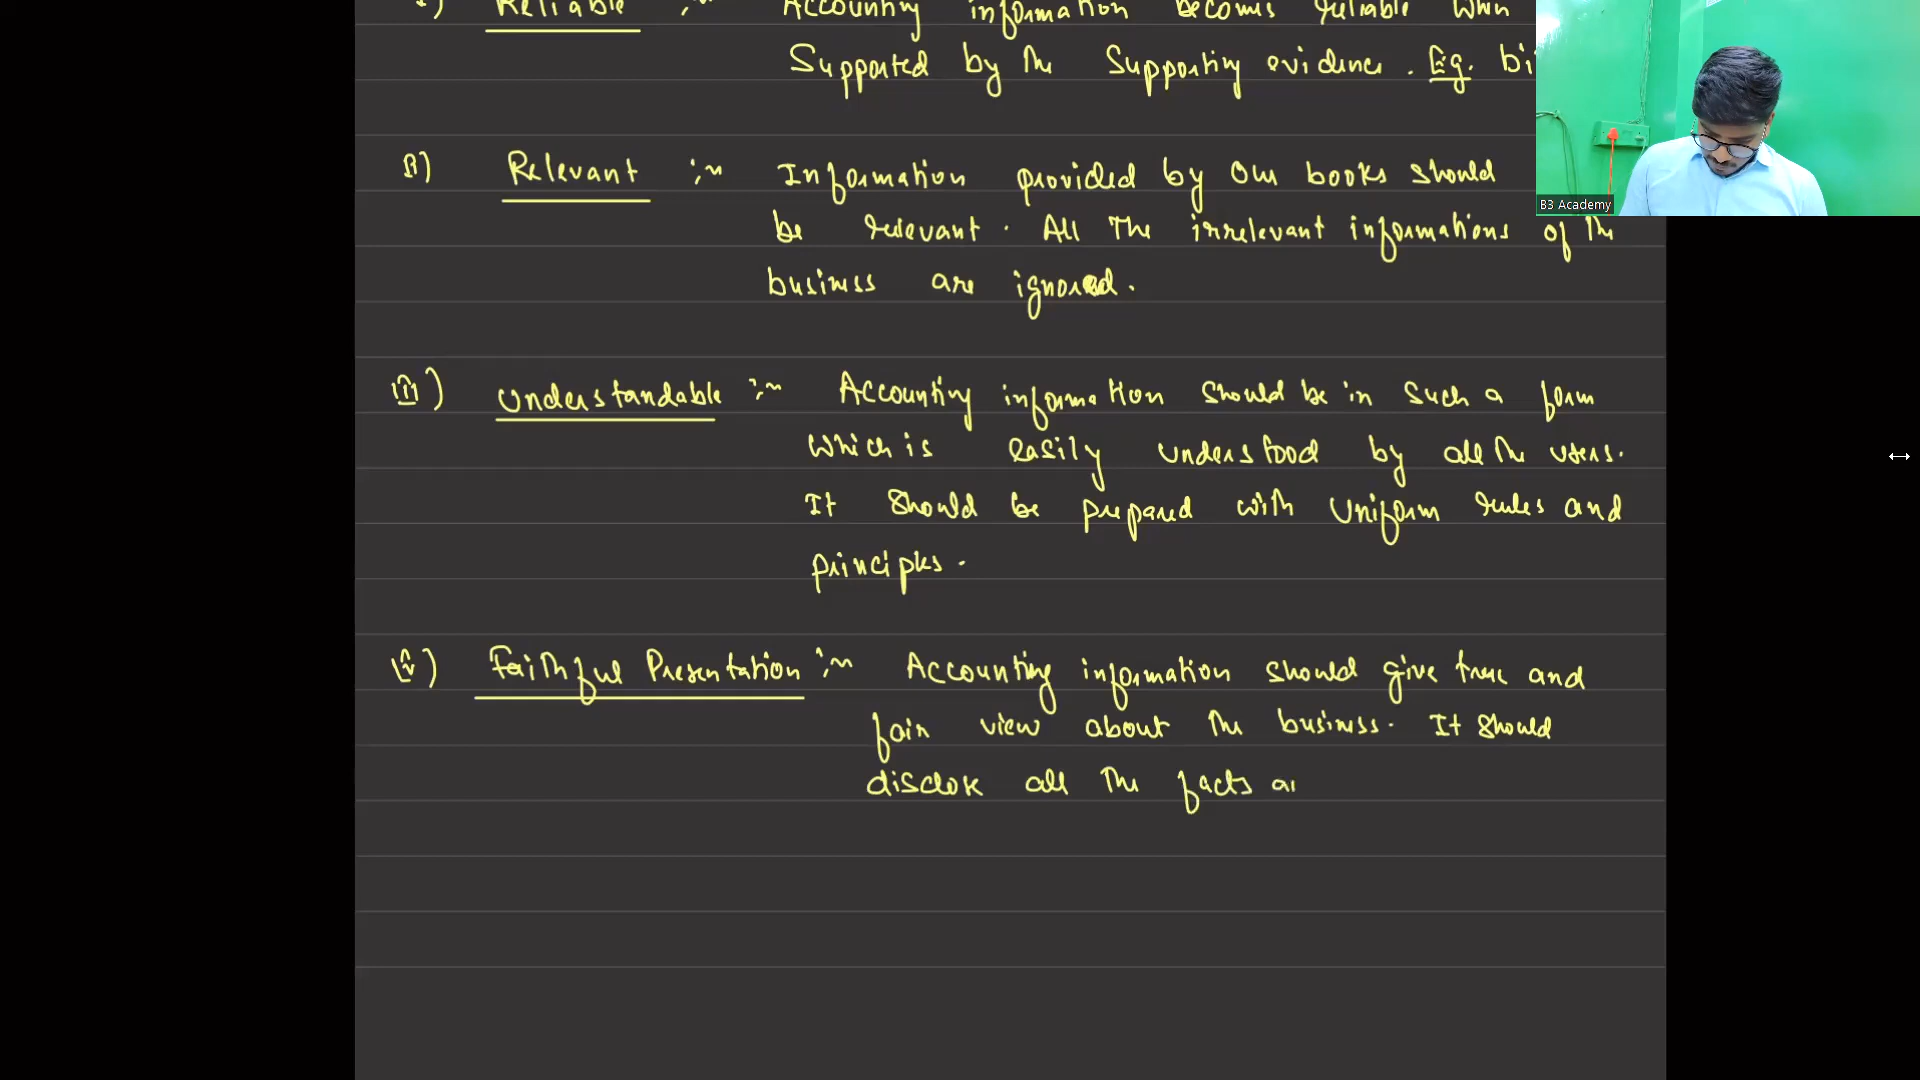 I) Reliable :~ Accounting information becomes reliable when
Supported by the Supporting evidence. Eg.
B3 Academy
II) Relevant :~ Information provided by our books should
be relevant. All the irrelevant informations of the
business are ignored.
III) Understandable :~ Accounting information should be in such a form
which is easily understood by all the users.
It should be prepared with uniform rules and
principles.
IV) Faithful Presentation :~ Accounting information should give true and
fair view about the business. It should
disclose all the facts